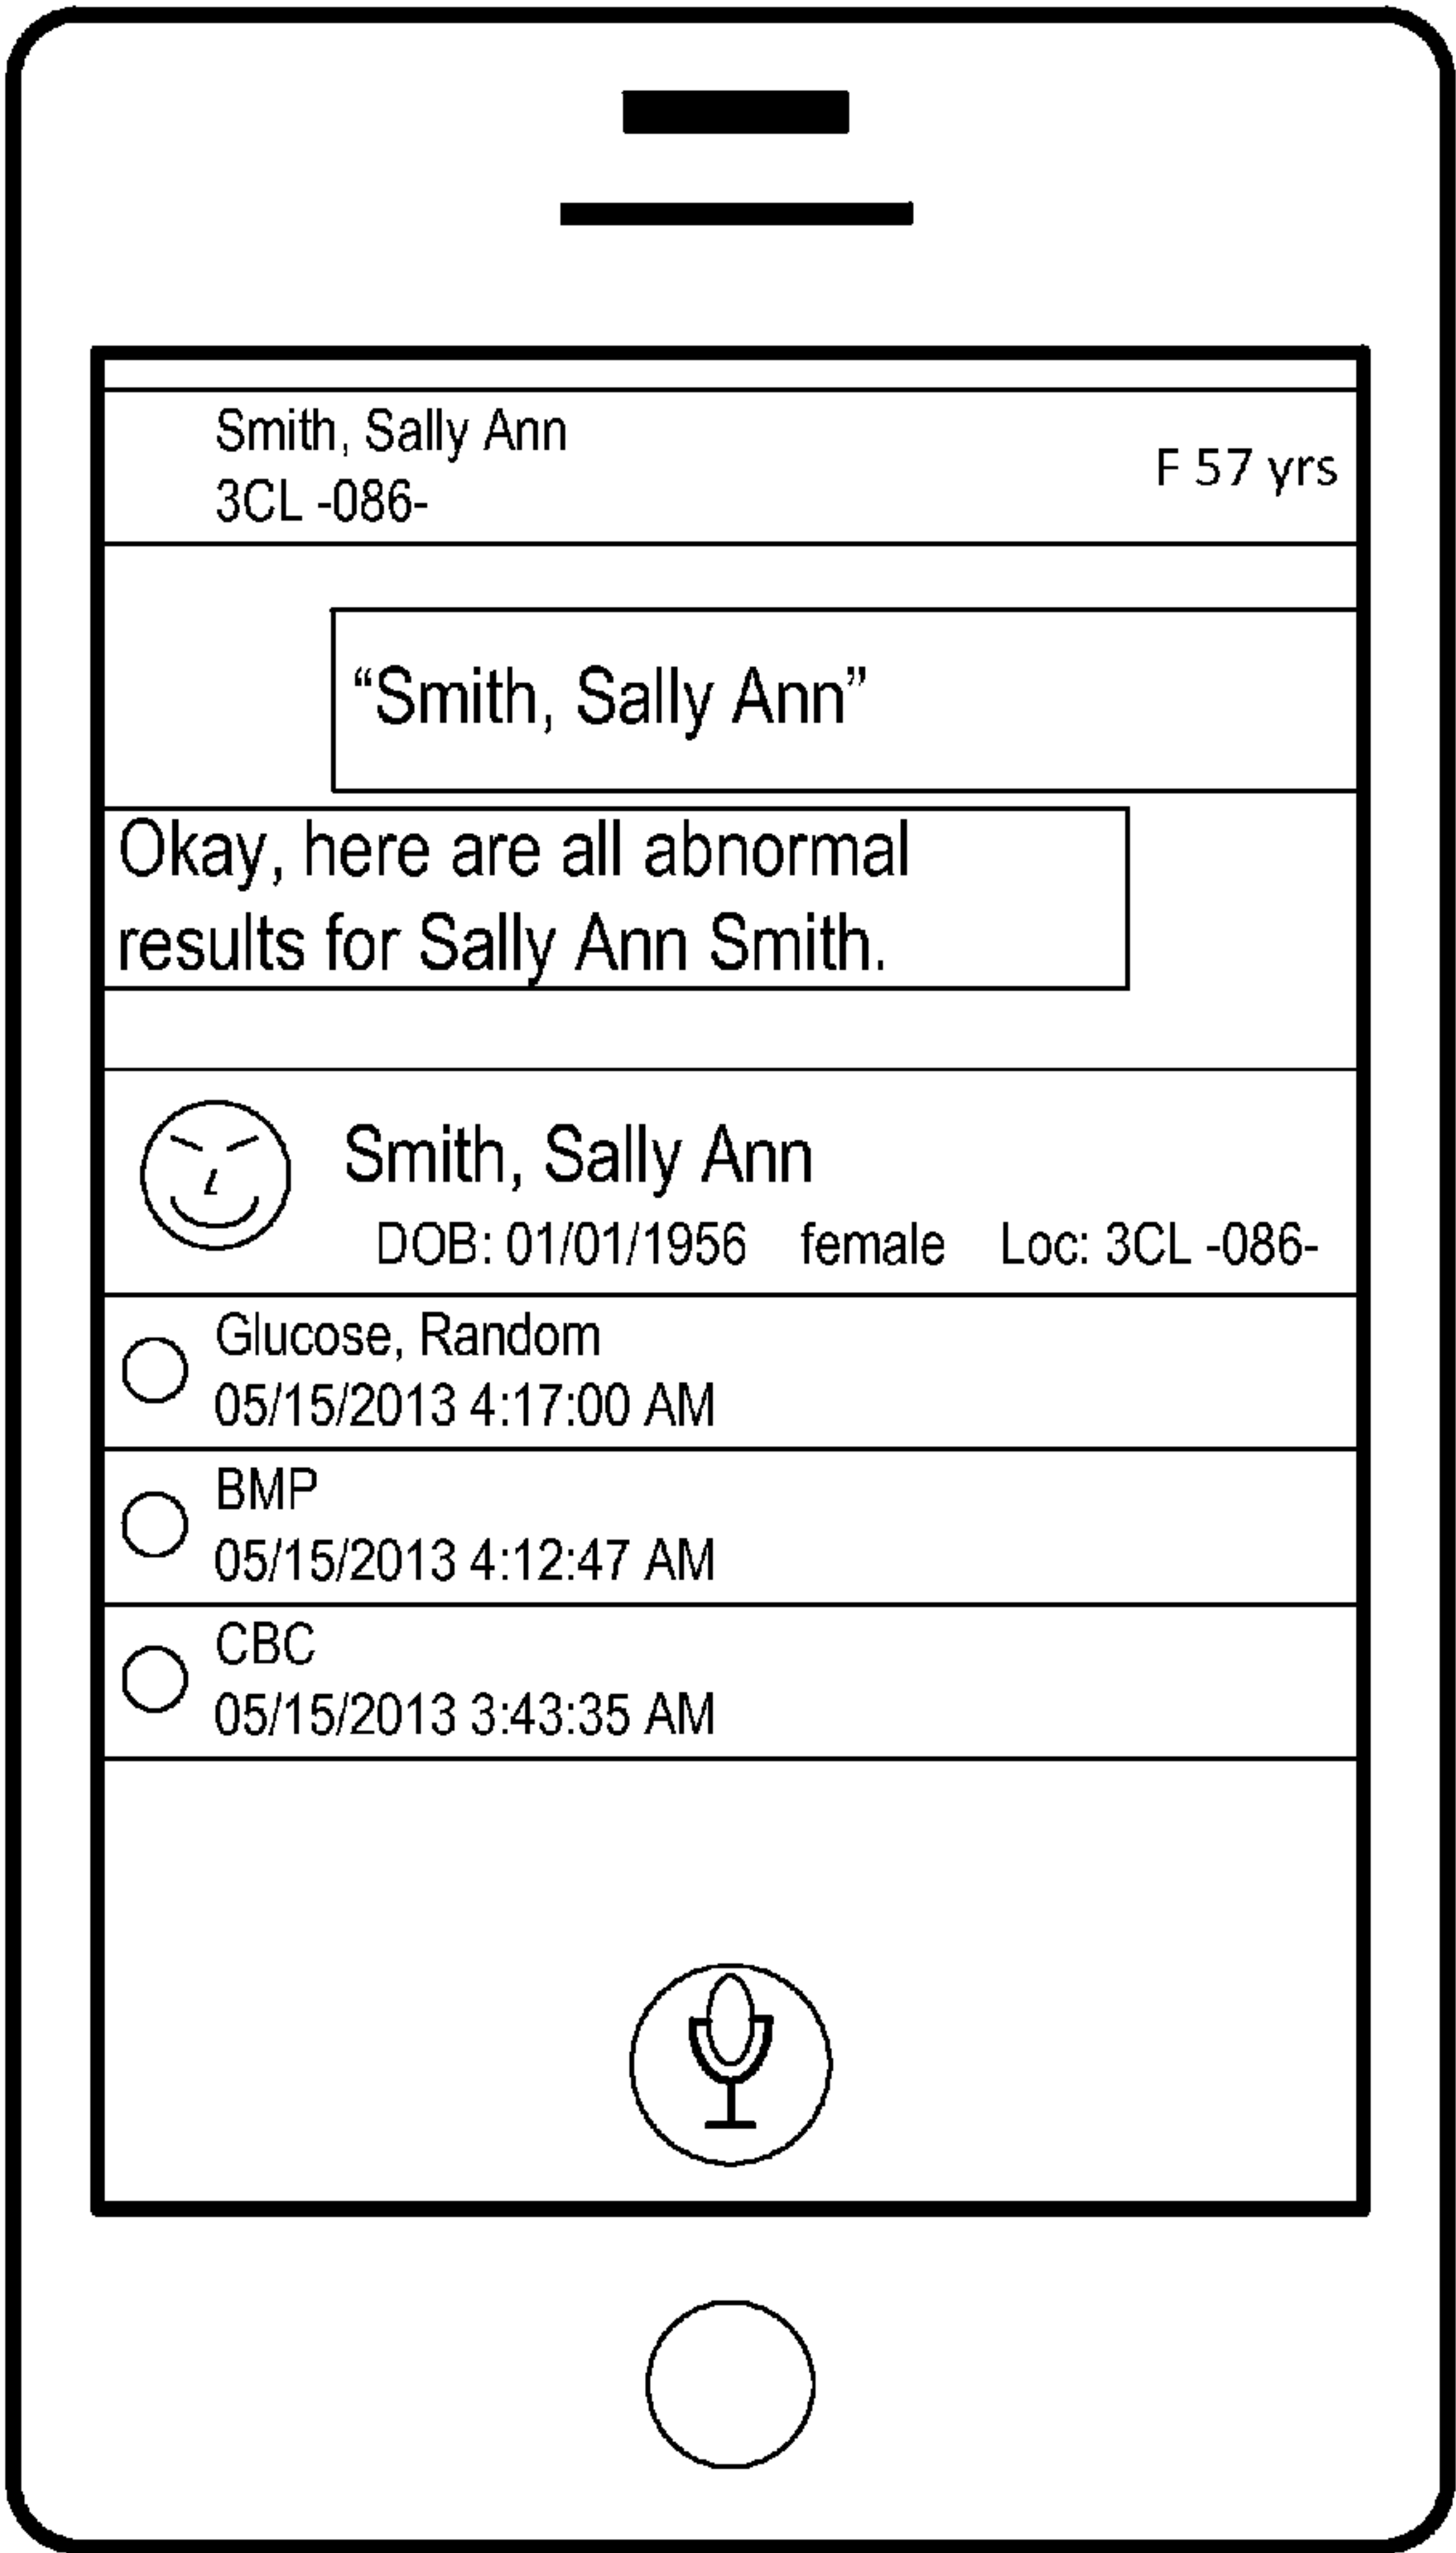 Smith, Sally Ann
3CL -086-
F 57 yrs
“Smith, Sally Ann”
Okay, here are all abnormal
results for Sally Ann Smith.
Smith, Sally Ann
DOB: 01/01/1956 female Loc: 3CL -086-
Glucose, Random
05/15/2013 4:17:00 AM
BMP
05/15/2013 4:12:47 AM
CBC
05/15/2013 3:43:35 AM